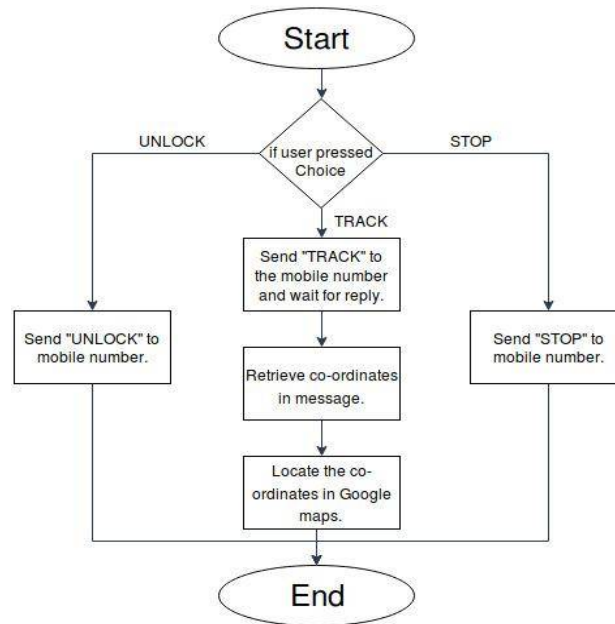 Start
if user pressed
Choice
UNLOCK
STOP
TRACK
Send "TRACK" to
the mobile number
and wait for reply.
Send "UNLOCK" to
mobile number.
Send "STOP" to
mobile number.
Retrieve co-ordinates
in message.
Locate the co-
ordinates in Google
maps.
End